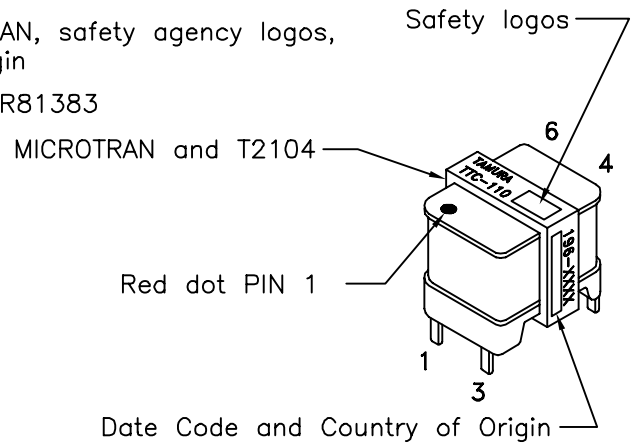 AN, safety agency logos,
gin
R81383
MICROTRAN and T2104
Safety logos
6
4
TAMURA
TTC-110
196-XXXX
Red dot PIN 1
1
3
Date Code and Country of Origin